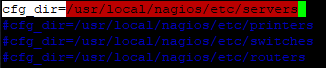 cfg_dir=/usr/local/nagios/etc/servers
#cfg_dir=/usr/local/nagios/etc/printers
#cfg_dir=/usr/local/nagios/etc/switches
#cfg_dir=/usr/local/nagios/etc/routers